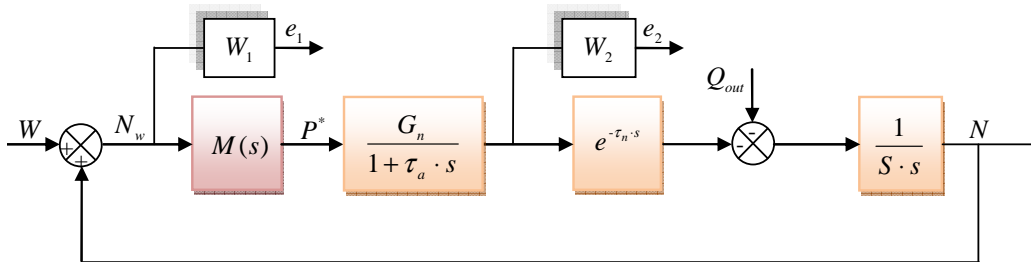 W₁
e₁
W₂
e₂
Q_out
W
+
+
N_w
M(s)
P*
G_n
1 + τ_a · s
e^{-τ_n · s}
-
-
1
S · s
N